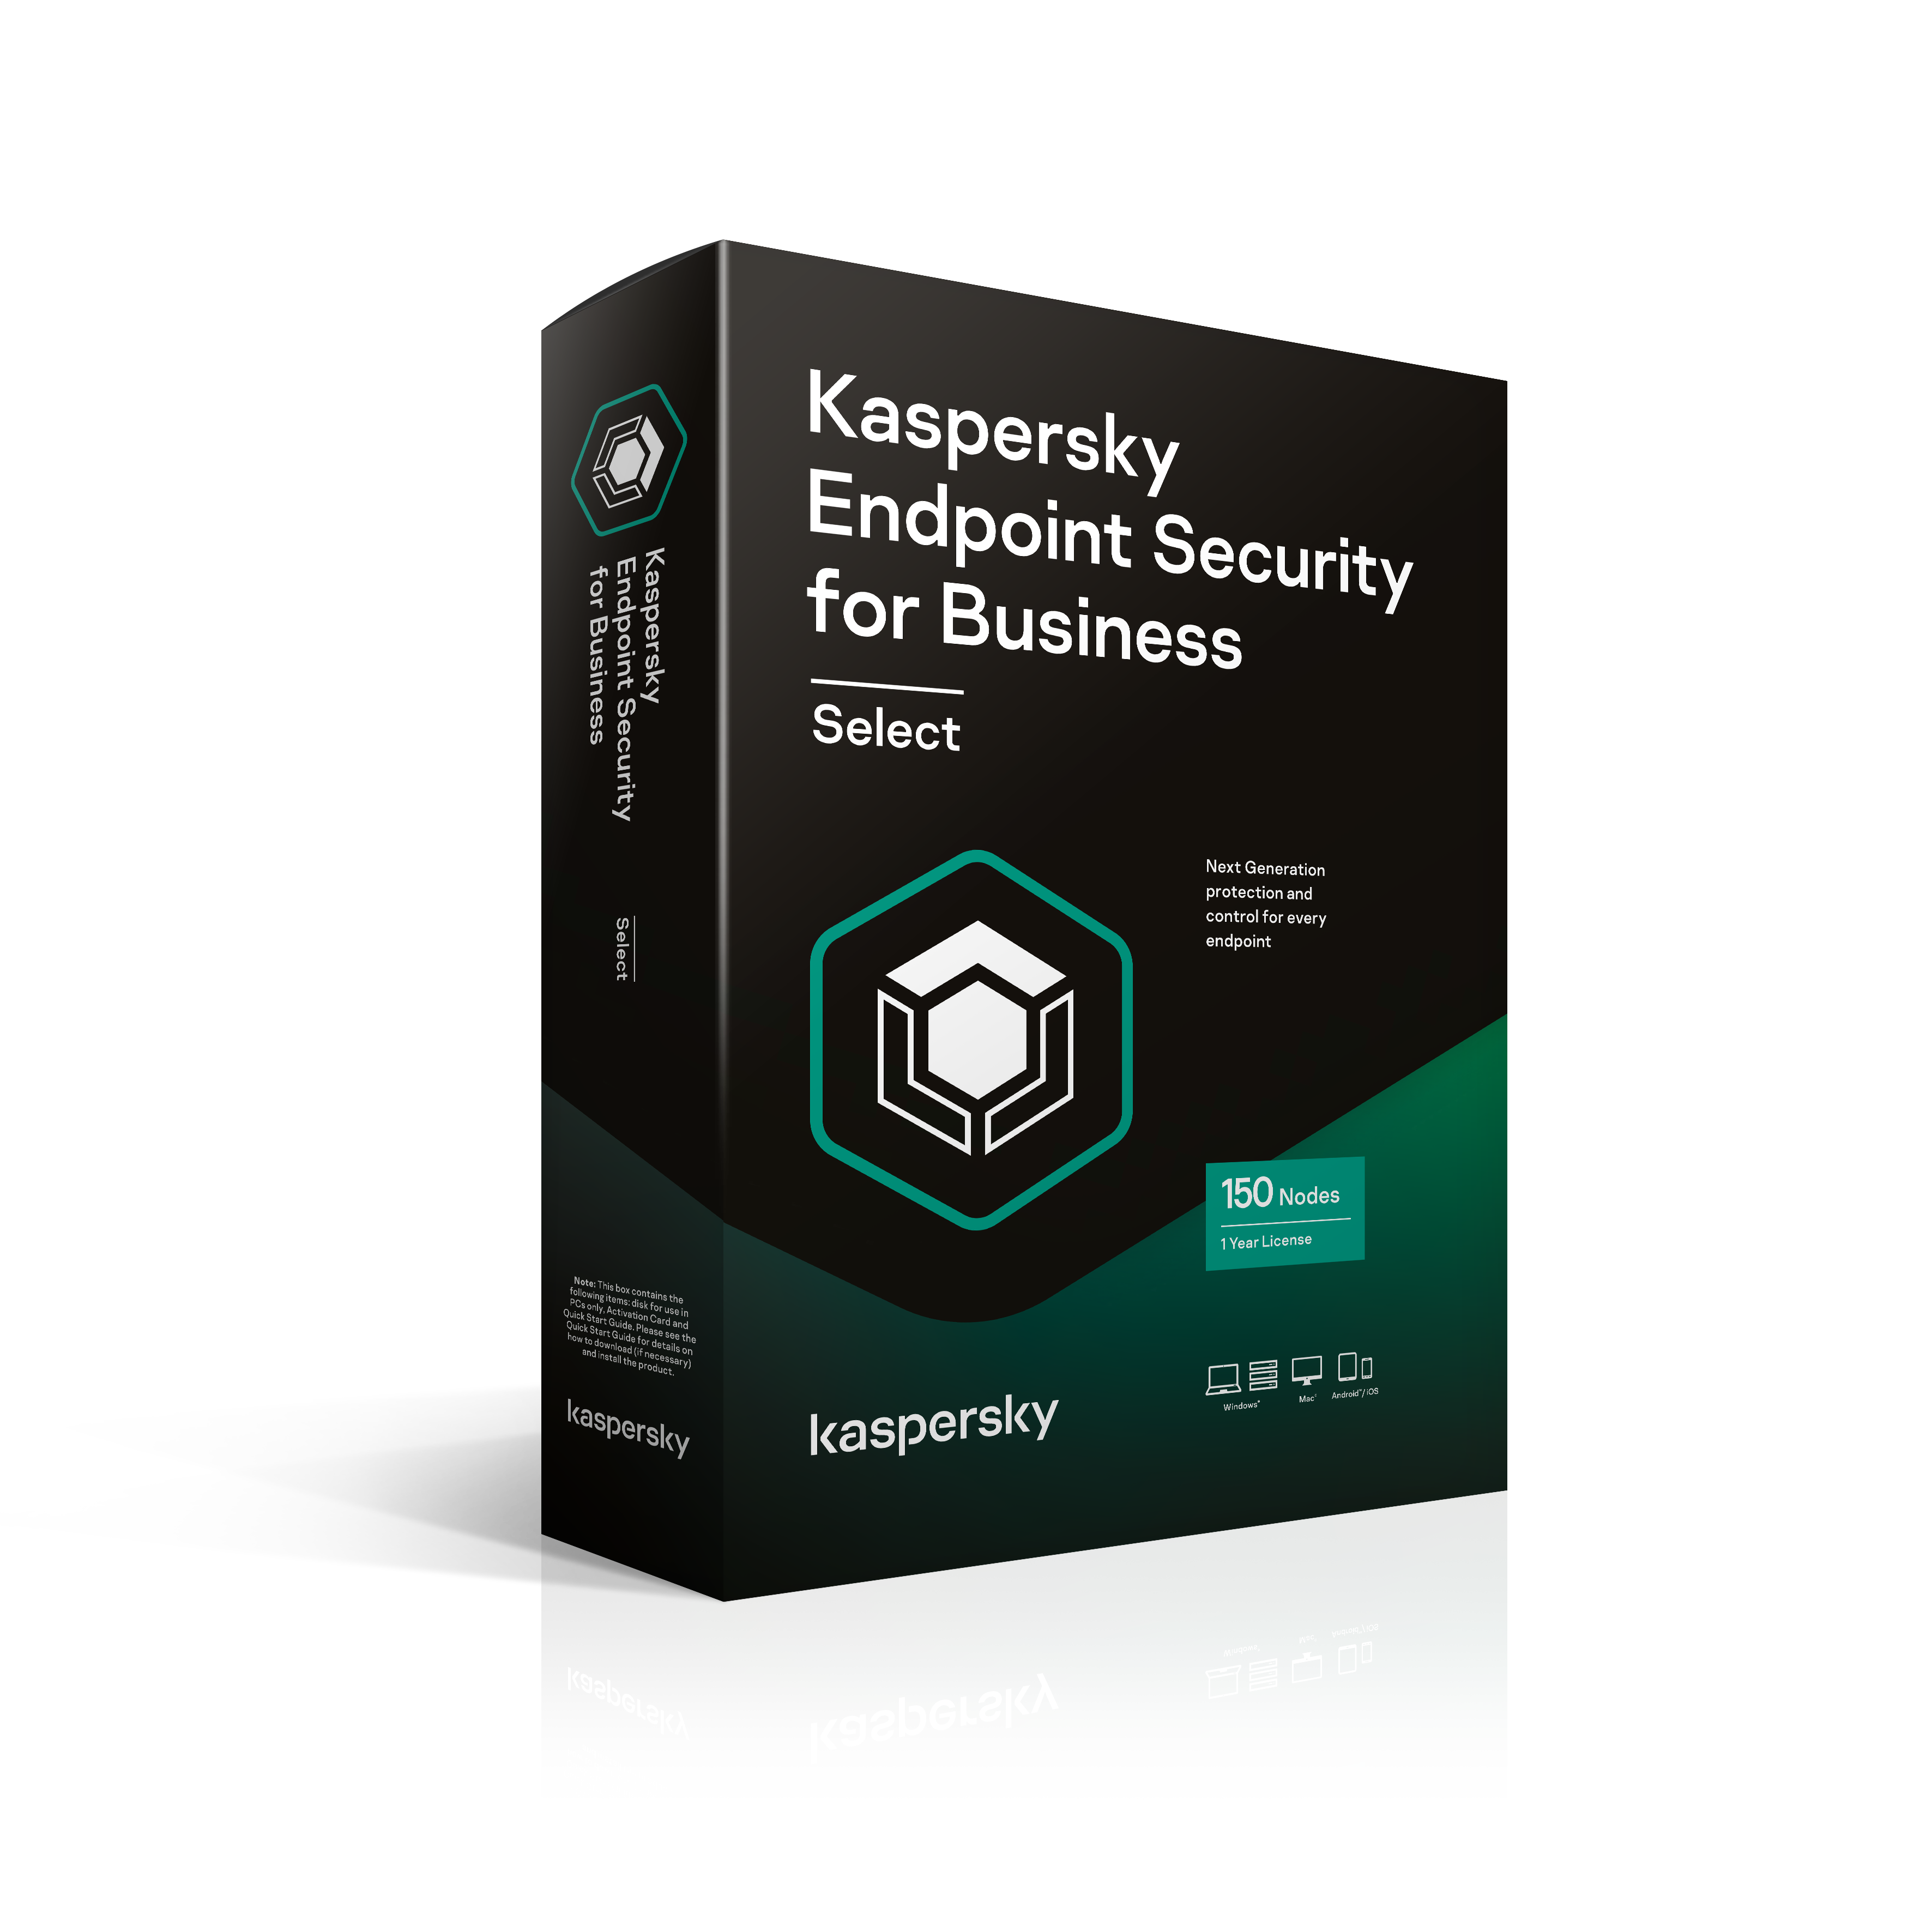 Kaspersky
Endpoint Security
for Business
Select
Next Generation
protection and
control for every
endpoint
150 Nodes
1 Year License
Windows®
Mac®
Android™/iOS
kaspersky
Kaspersky
Endpoint Security
for Business
Select
Note: This box contains the
following items: disk for use in
PCs only, Activation Card and
Quick Start Guide. Please see the
Quick Start Guide for details on
how to download (if necessary)
and install the product.
kaspersky